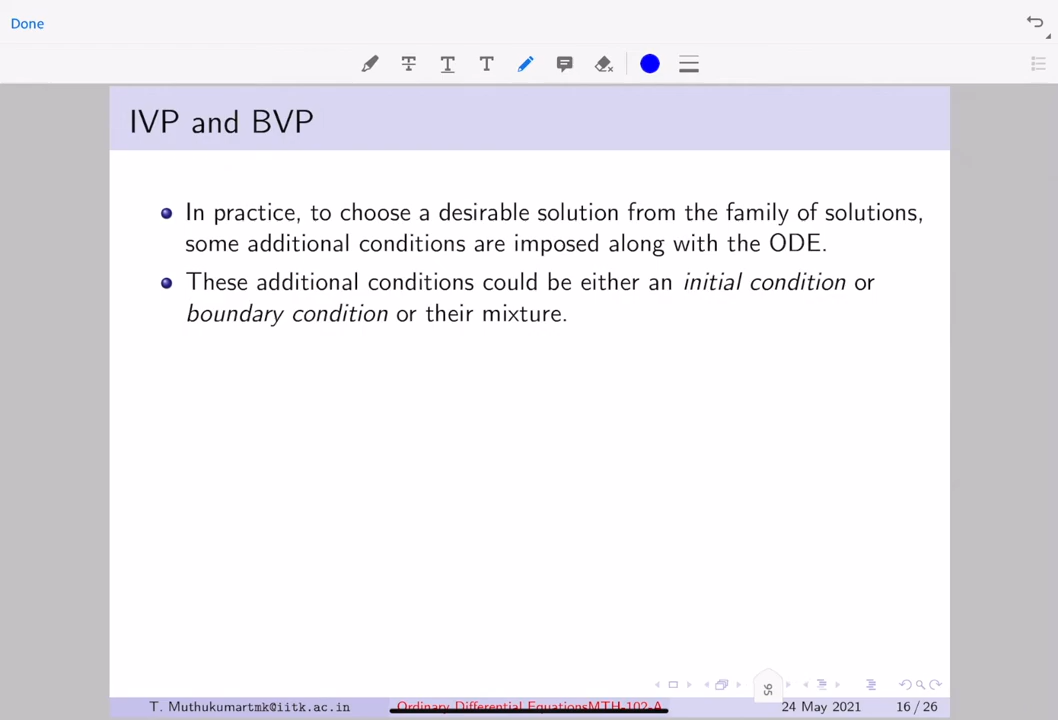 Done
IVP and BVP
In practice, to choose a desirable solution from the family of solutions,
some additional conditions are imposed along with the ODE.
These additional conditions could be either an initial condition or
boundary condition or their mixture.
95
T. Muthukumartmk@iitk.ac.in Ordinary Differential EquationsMTH-102-A 24 May 2021 16 / 26